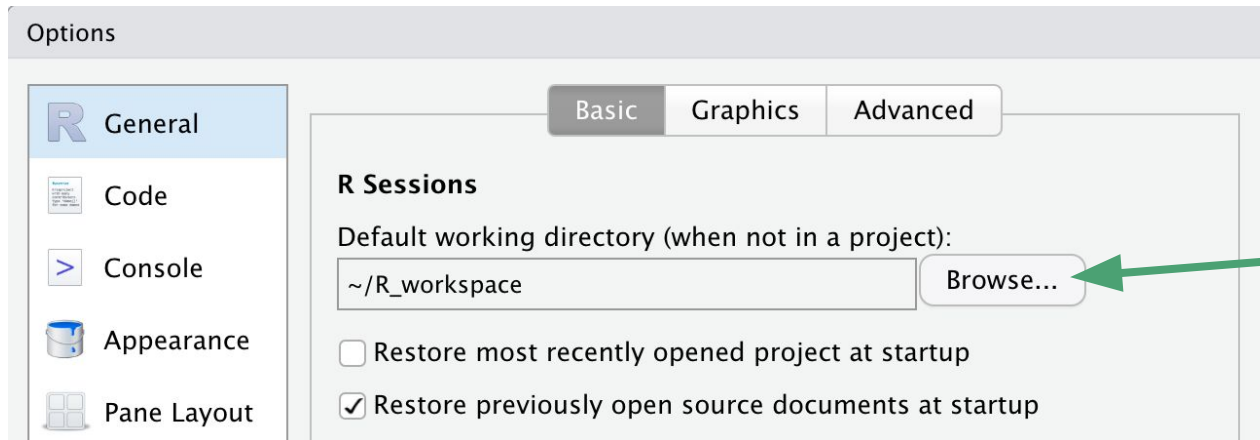 Options
General
Code
Console
Appearance
Pane Layout
Basic Graphics Advanced
R Sessions
Default working directory (when not in a project):
~/R_workspace Browse...
Restore most recently opened project at startup
Restore previously open source documents at startup